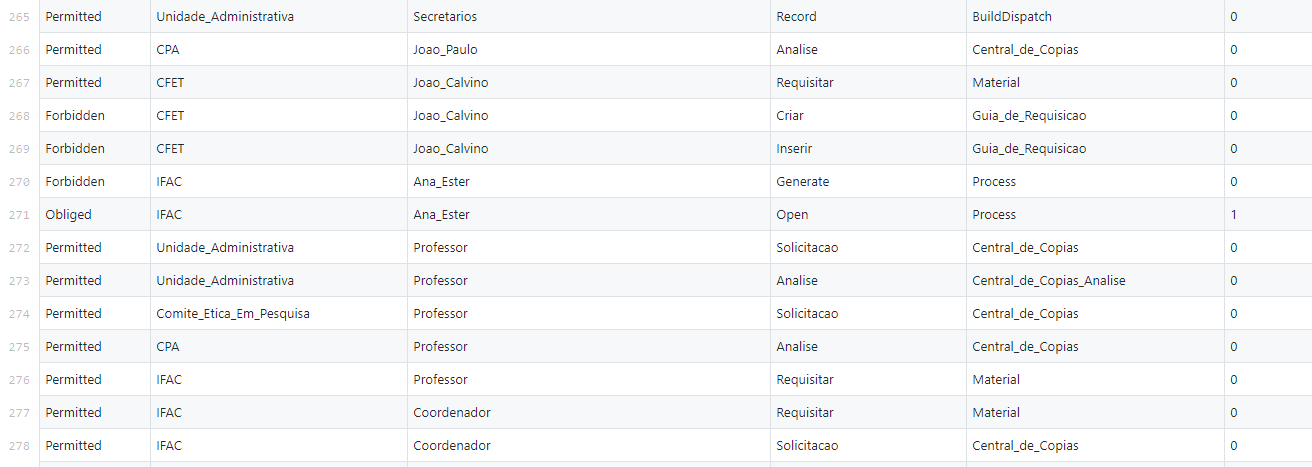 265 Permitted Unidade_Administrativa Secretarios Record BuildDispatch 0
266 Permitted CPA Joao_Paulo Analise Central_de_Copias 0
267 Permitted CFET Joao_Calvino Requisitar Material 0
268 Forbidden CFET Joao_Calvino Criar Guia_de_Requisicao 0
269 Forbidden CFET Joao_Calvino Inserir Guia_de_Requisicao 0
270 Forbidden IFAC Ana_Ester Generate Process 0
271 Obliged IFAC Ana_Ester Open Process 1
272 Permitted Unidade_Administrativa Professor Solicitacao Central_de_Copias 0
273 Permitted Unidade_Administrativa Professor Analise Central_de_Copias_Analise 0
274 Permitted Comite_Etica_Em_Pesquisa Professor Solicitacao Central_de_Copias 0
275 Permitted CPA Professor Analise Central_de_Copias 0
276 Permitted IFAC Professor Requisitar Material 0
277 Permitted IFAC Coordenador Requisitar Material 0
278 Permitted IFAC Coordenador Solicitacao Central_de_Copias 0